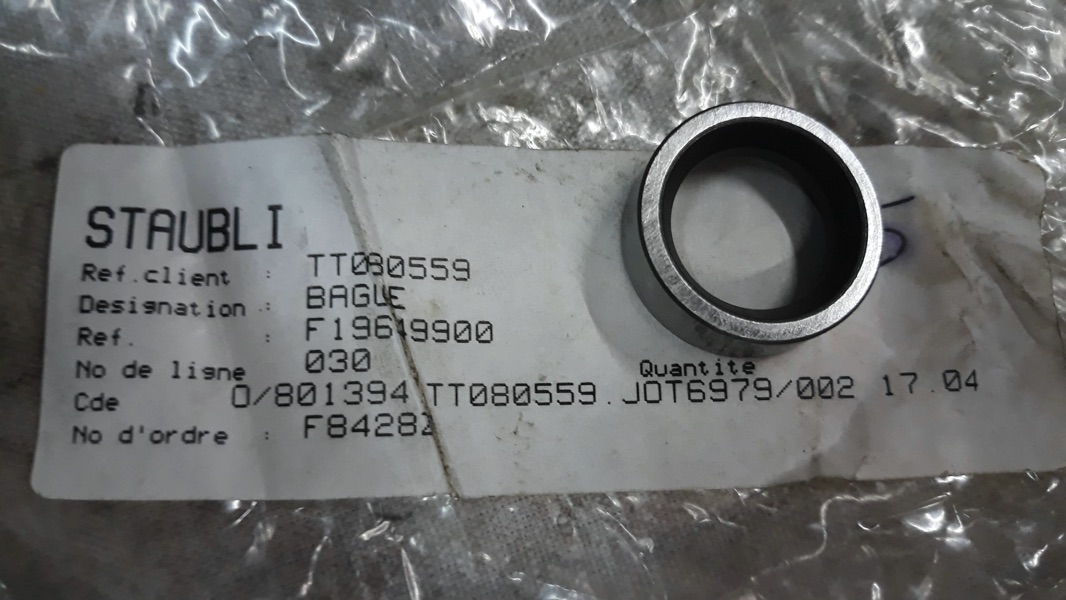 STAUBLI
Ref.client : TT080559
Designation : BAGUE
Ref. : F19649900
No de ligne 030
Quantite
Cde O/801394 TT080559.JOT6979/002 17.04
No d'ordre : F84282